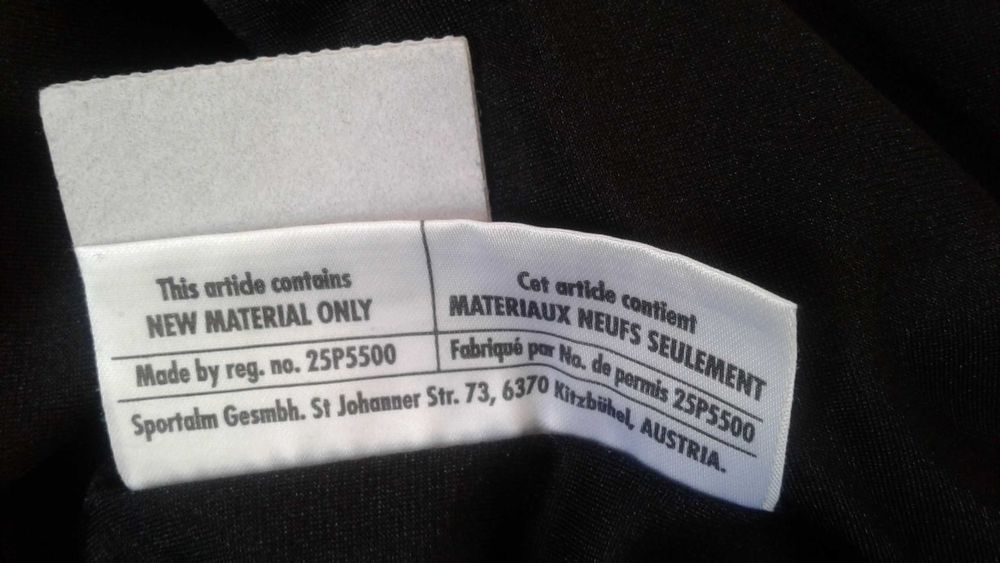 This article contains
NEW MATERIAL ONLY
Made by reg. no. 25P5500
Cet article contient
MATERIAUX NEUFS SEULEMENT
Fabriqué par No. de permis 25P5500
Sportalm Gesmbh. St Johanner Str. 73, 6370 Kitzbühel, AUSTRIA.